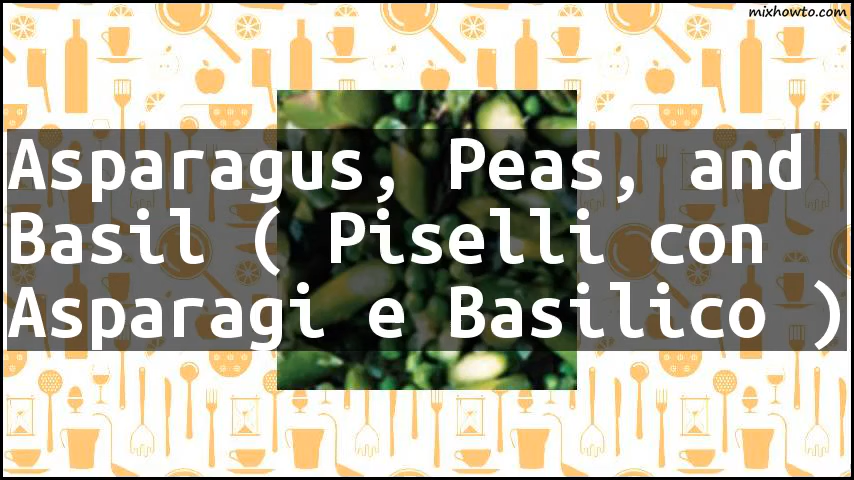 mixhowto.com
Asparagus, Peas, and
Basil ( Piselli con
Asparagi e Basilico )